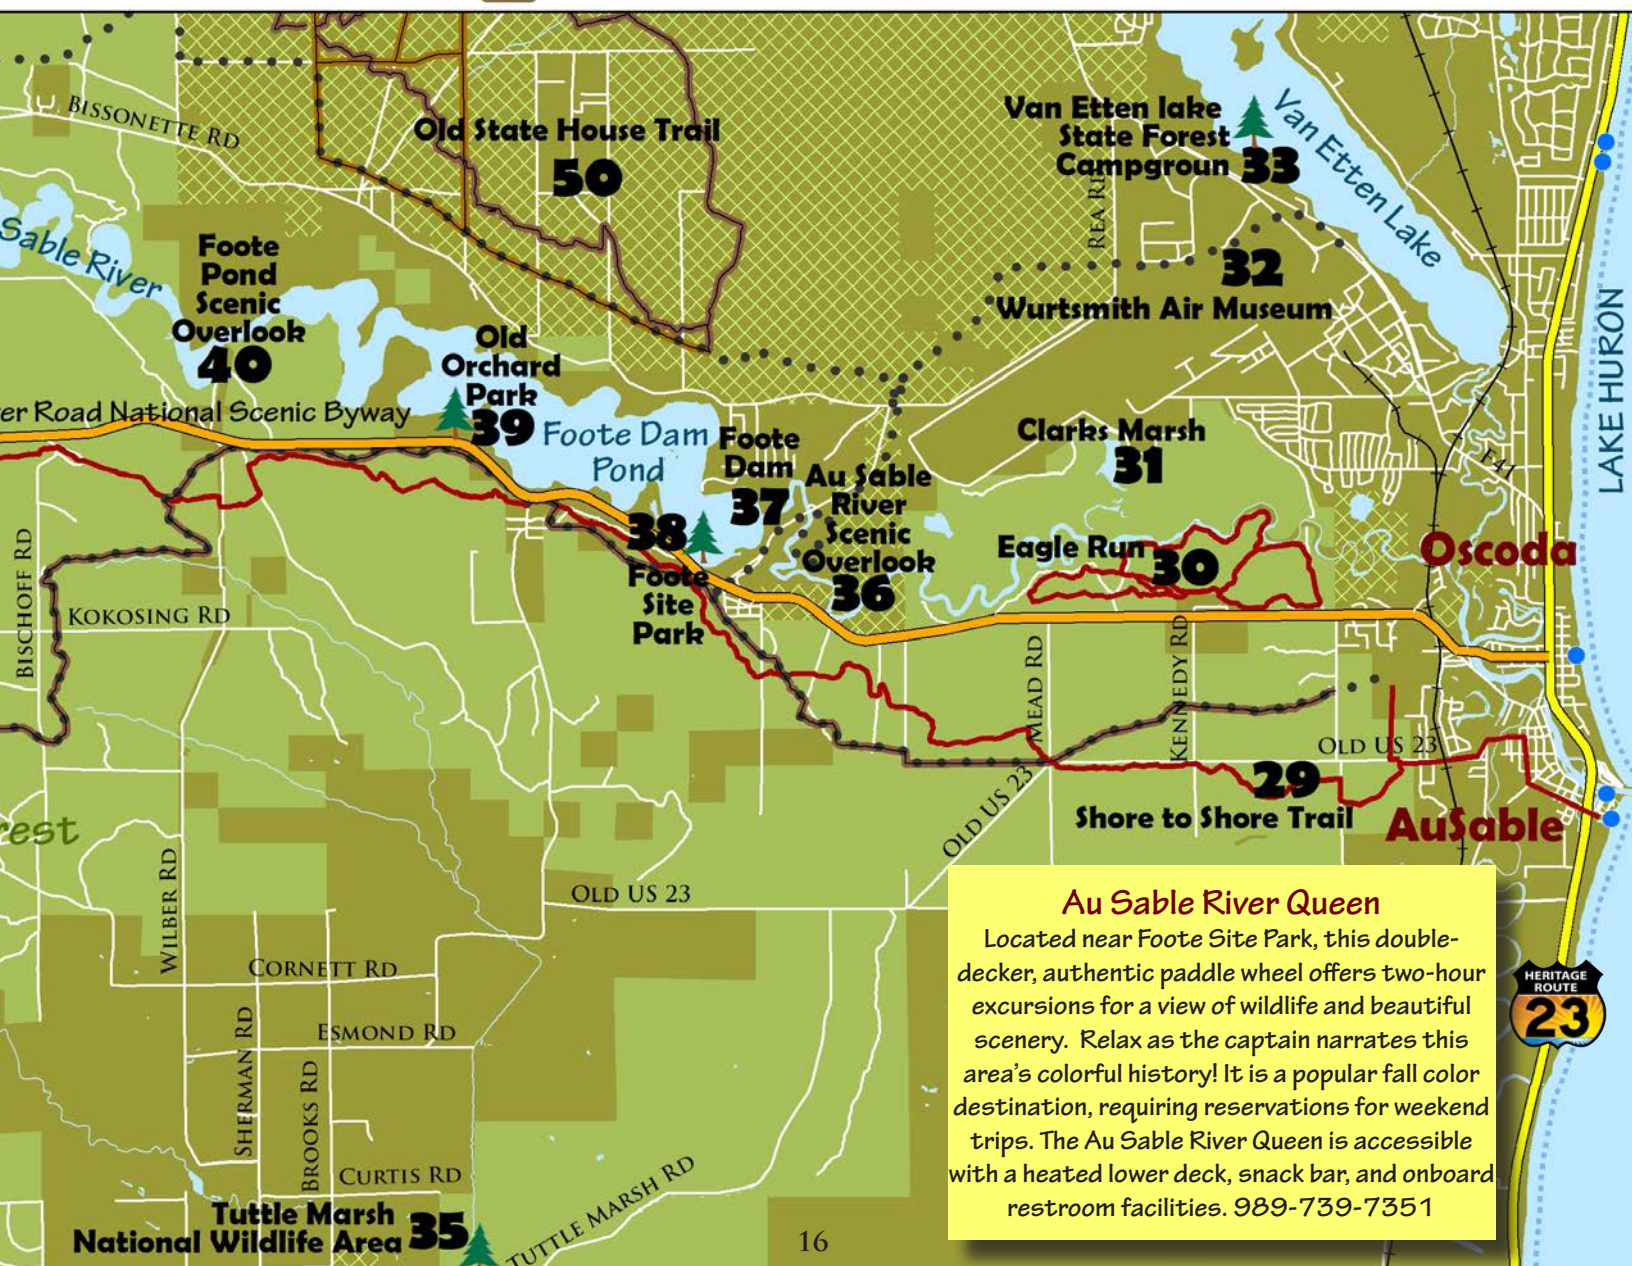 Bissonette Rd
Old State House Trail
50
Van Etten lake
State Forest
Campgroun 33
Van Etten Lake
Rea Rd
Sable River
Foote
Pond
Scenic
Overlook
40
32
Wurtsmith Air Museum
LAKE HURON
Old
Orchard
Park
39
er Road National Scenic Byway
Foote Dam
Pond
Foote
Dam
37
Au Sable
River
Scenic
Overlook
36
Clarks Marsh
31
F41
38
Foote
Site
Park
Eagle Run 30
Oscoda
Bischoff Rd
Kokosing Rd
Mead Rd
Kennedy Rd
Old US 23
29
Shore to Shore Trail
AuSable
Old US 23
rest
Wilber Rd
Old US 23
Cornett Rd
Sherman Rd
Esmond Rd
Brooks Rd
Curtis Rd
Tuttle Marsh
National Wildlife Area 35
Tuttle Marsh Rd
Au Sable River Queen
Located near Foote Site Park, this double-
decker, authentic paddle wheel offers two-hour
excursions for a view of wildlife and beautiful
scenery. Relax as the captain narrates this
area's colorful history! It is a popular fall color
destination, requiring reservations for weekend
trips. The Au Sable River Queen is accessible
with a heated lower deck, snack bar, and onboard
restroom facilities. 989-739-7351
HERITAGE
ROUTE
23
16